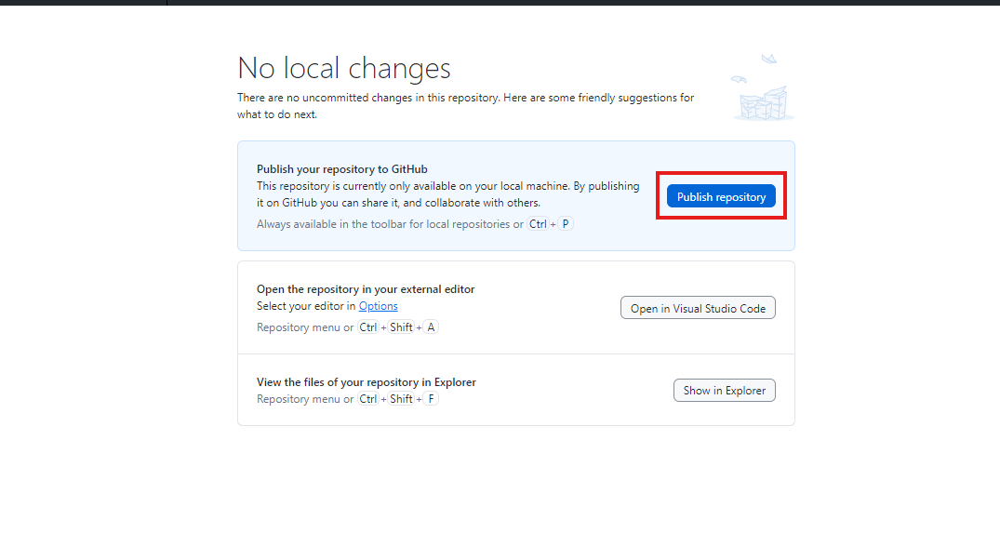 No local changes
There are no uncommitted changes in this repository. Here are some friendly suggestions for
what to do next.
Publish your repository to GitHub
This repository is currently only available on your local machine. By publishing
it on GitHub you can share it, and collaborate with others.
Always available in the toolbar for local repositories or Ctrl + P
Publish repository
Open the repository in your external editor
Select your editor in Options
Repository menu or Ctrl + Shift + A
Open in Visual Studio Code
View the files of your repository in Explorer
Repository menu or Ctrl + Shift + F
Show in Explorer